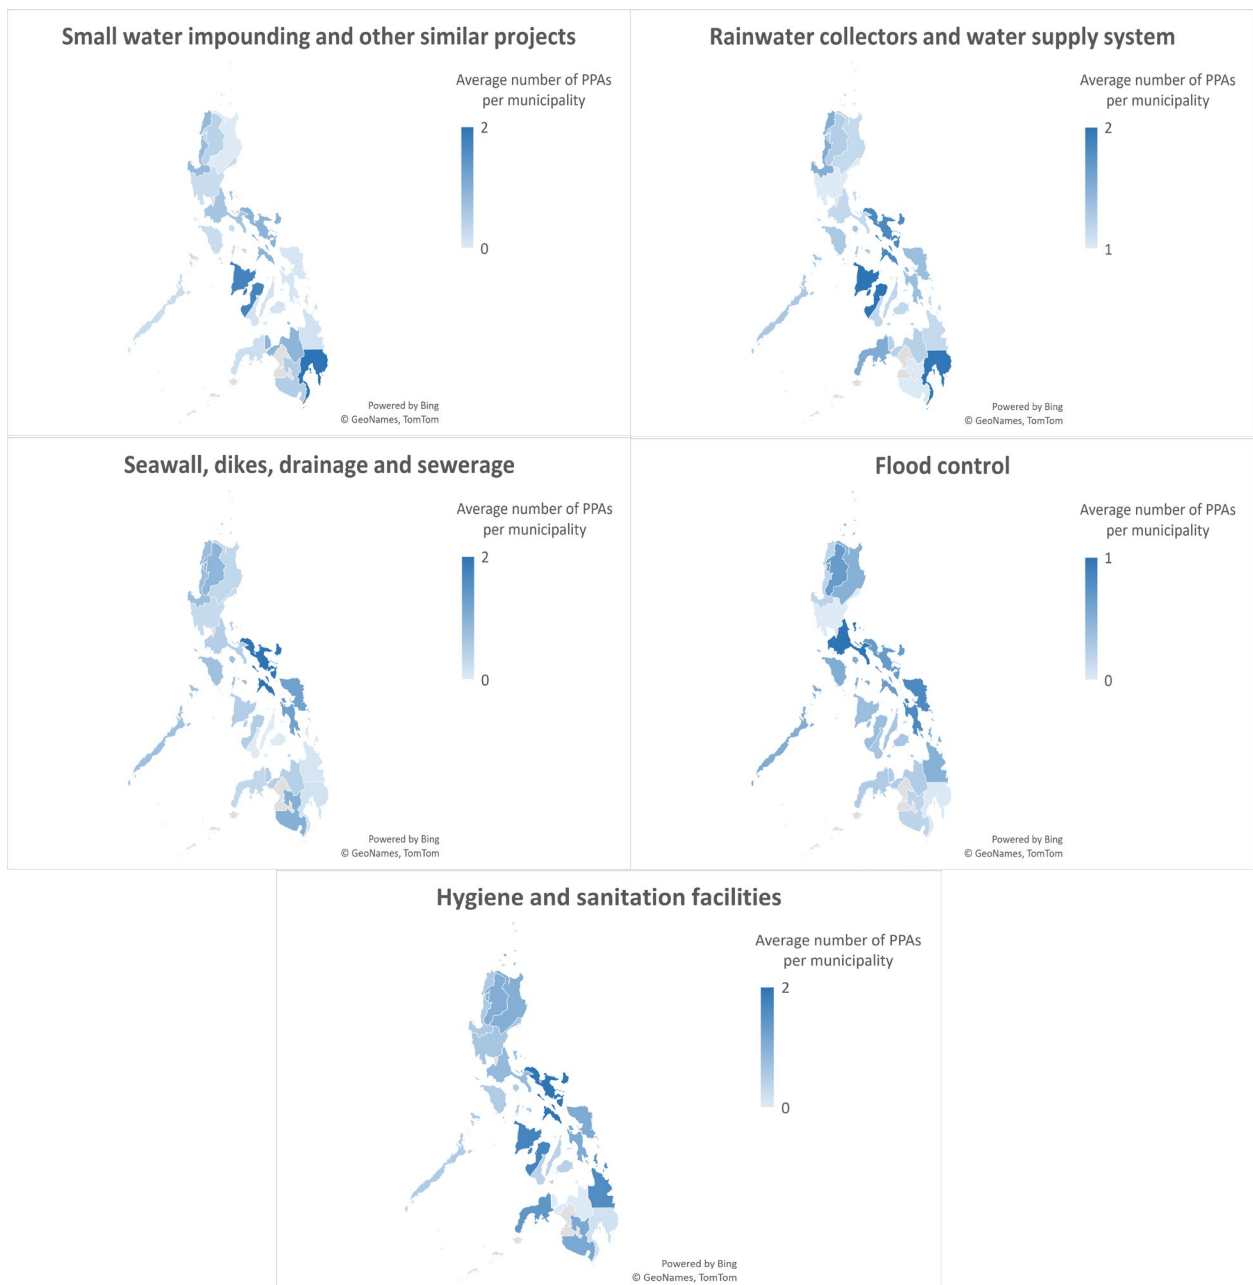 Small water impounding and other similar projects
Average number of PPAs
per municipality
2
0
Powered by Bing
© GeoNames, TomTom
Rainwater collectors and water supply system
Average number of PPAs
per municipality
2
1
Powered by Bing
© GeoNames, TomTom
Seawall, dikes, drainage and sewerage
Average number of PPAs
per municipality
2
0
Powered by Bing
© GeoNames, TomTom
Flood control
Average number of PPAs
per municipality
1
0
Powered by Bing
© GeoNames, TomTom
Hygiene and sanitation facilities
Average number of PPAs
per municipality
2
0
Powered by Bing
© GeoNames, TomTom